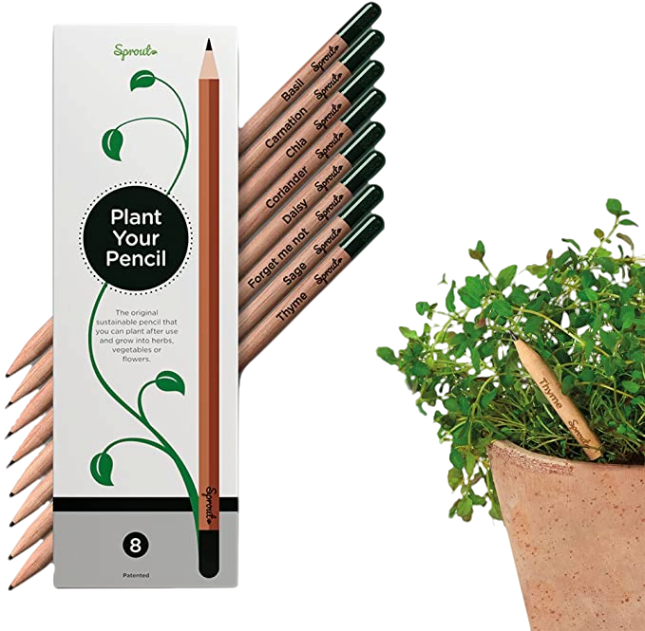 Sprout
Plant
Your
Pencil
The original
sustainable pencil that
you can plant after use
and grow into herbs,
vegetables or
flowers.
Sprout
8
Patented
Basil Sprout
Carnation Sprout
Chia Sprout
Coriander Sprout
Daisy Sprout
Forget me not Sprout
Sage Sprout
Thyme Sprout
Thyme Sprout